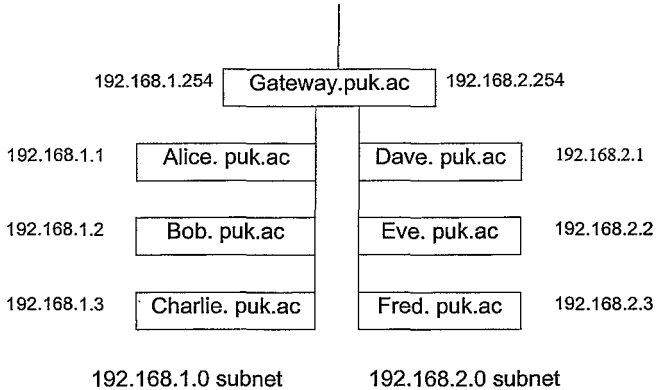 192.168.1.254 Gateway.puk.ac 192.168.2.254
192.168.1.1 Alice. puk.ac Dave. puk.ac 192.168.2.1
192.168.1.2 Bob. puk.ac Eve. puk.ac 192.168.2.2
192.168.1.3 Charlie. puk.ac Fred. puk.ac 192.168.2.3
192.168.1.0 subnet 192.168.2.0 subnet